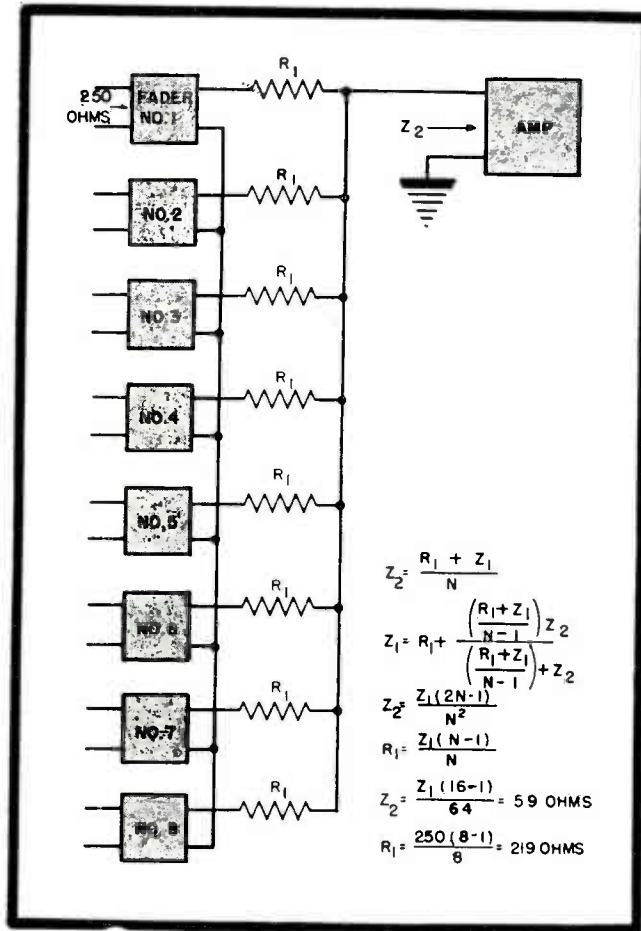 R1
250 OHMS
FADER NO.1
Z2
AMP
R1
NO.2
R1
NO.3
R1
NO.4
R1
NO.5
R1
NO.6
R1
NO.7
R1
NO.8
Z2 = (R1 + Z1) / N
Z1 = R1 + (((R1 + Z1) / (N-1)) Z2) / (((R1 + Z1) / (N-1)) + Z2)
Z2 = Z1(2N-1) / N²
R1 = Z1(N-1) / N
Z2 = Z1(16-1) / 64 = 59 OHMS
R1 = 250(8-1) / 8 = 219 OHMS